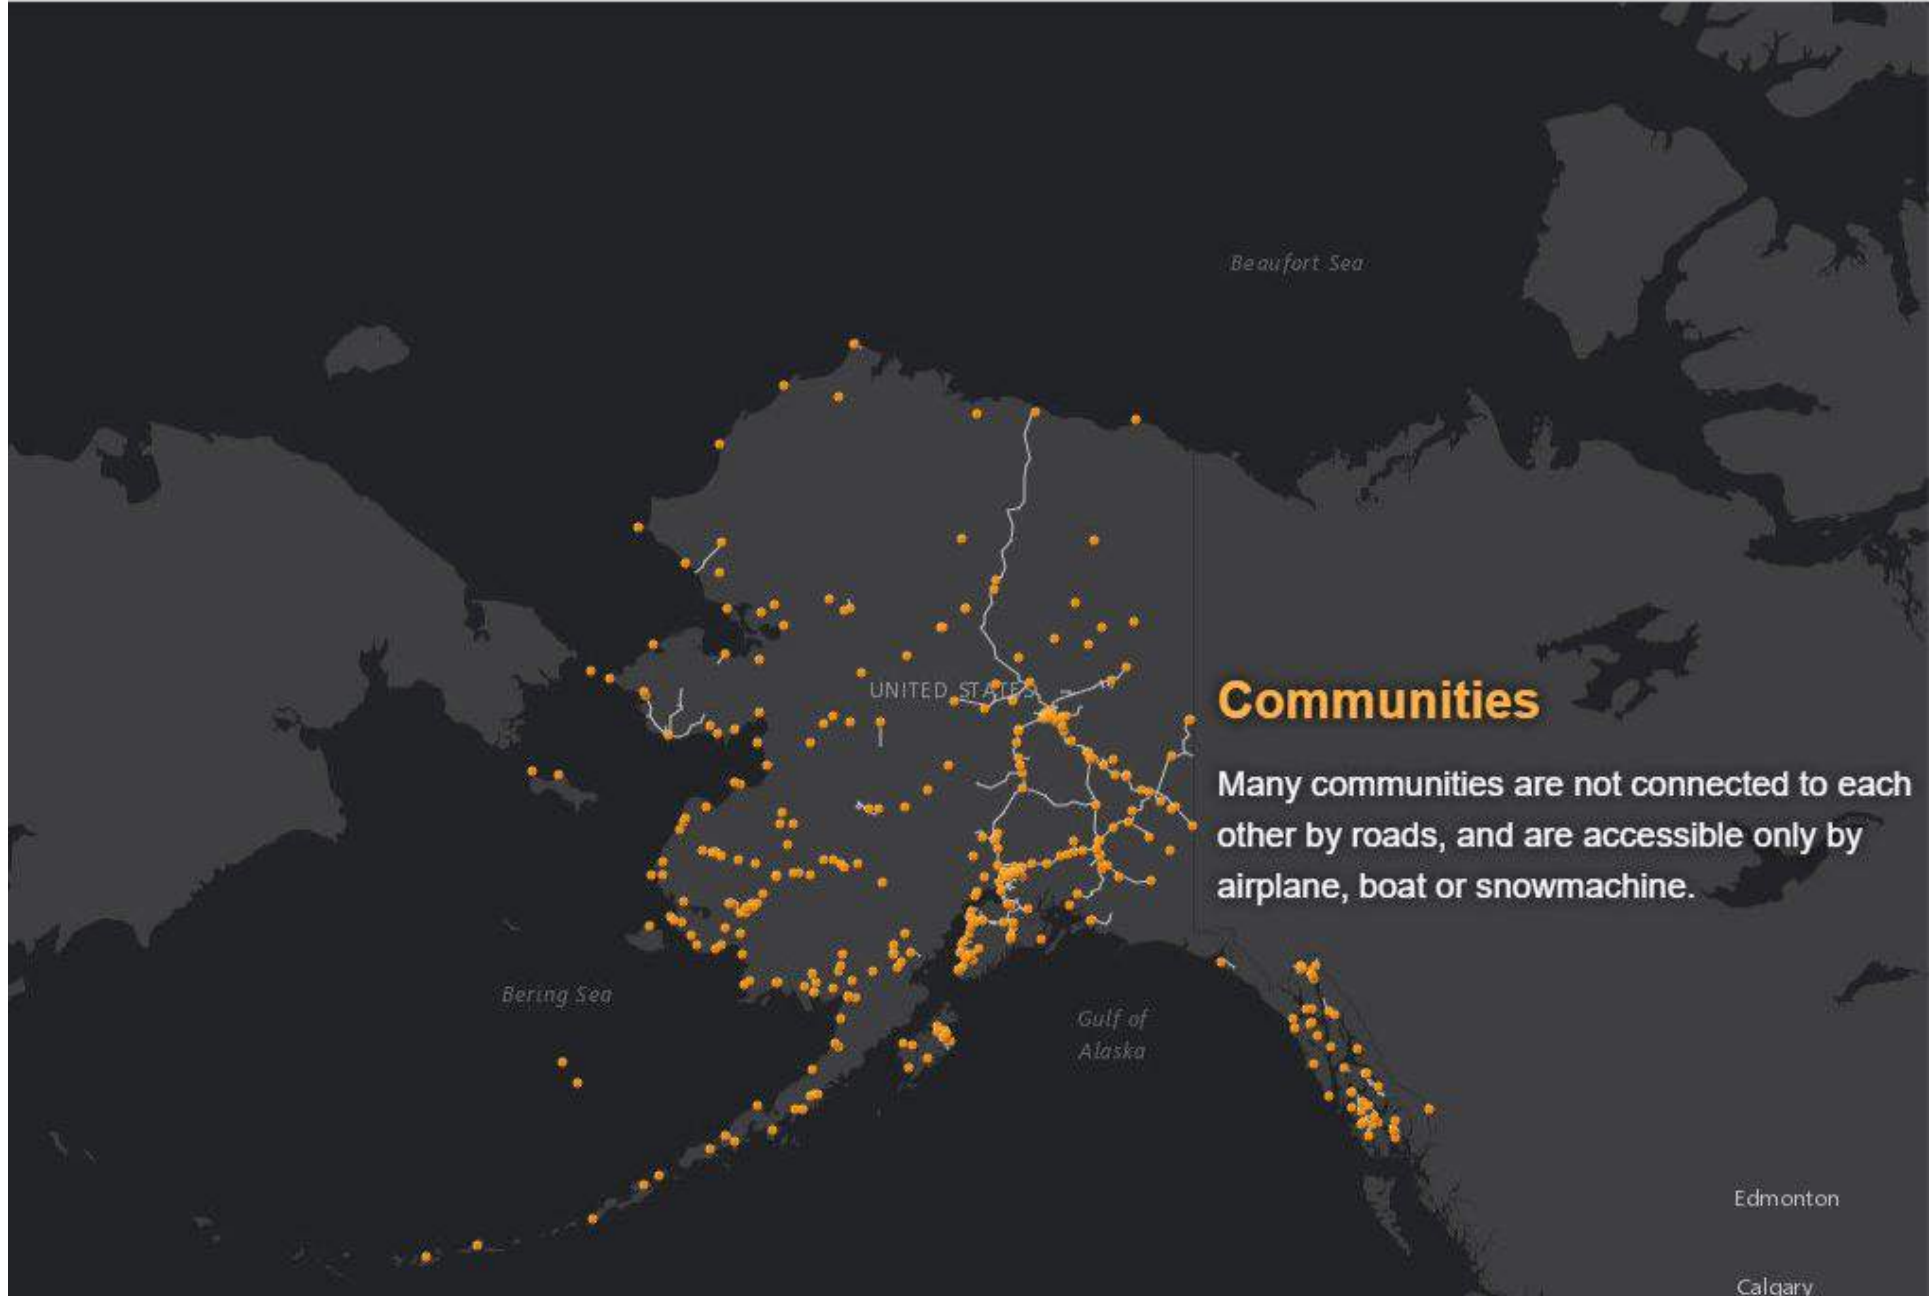 Beaufort Sea
UNITED STATES
Communities
Many communities are not connected to each
other by roads, and are accessible only by
airplane, boat or snowmachine.
Bering Sea
Gulf of
Alaska
Edmonton
Calgary